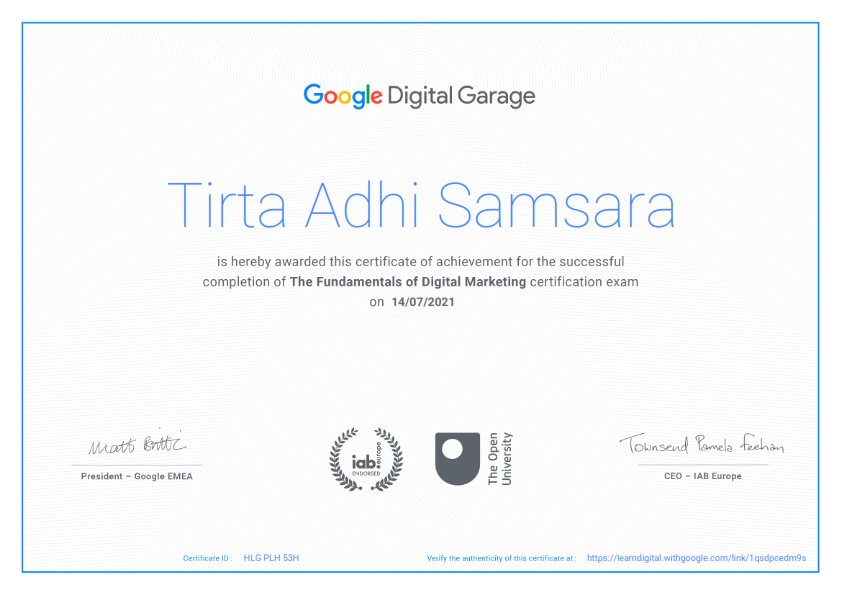 Google Digital Garage
Tirta Adhi Samsara
is hereby awarded this certificate of achievement for the successful
completion of The Fundamentals of Digital Marketing certification exam
on 14/07/2021
Matt Brittin
Townsend Pamela Feehan
iab.europe
ENDORSED
The Open
University
President – Google EMEA
CEO – IAB Europe
Certificate ID : HLG PLH 53H
Verify the authenticity of this certificate at : https://learndigital.withgoogle.com/link/1qsdpcedm9s